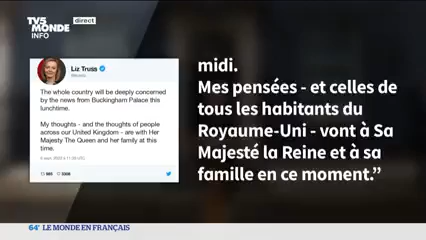 TV5
MONDE
INFO
direct
Liz Truss
The whole country will be deeply concerned
by the news from Buckingham Palace this
lunchtime.
My thoughts - and the thoughts of people
across our United Kingdom - are with Her
Majesty The Queen and her family at this
time.
midi.
Mes pensées - et celles de
tous les habitants du
Royaume-Uni - vont à Sa
Majesté la Reine et à sa
famille en ce moment.”
64' LE MONDE EN FRANÇAIS